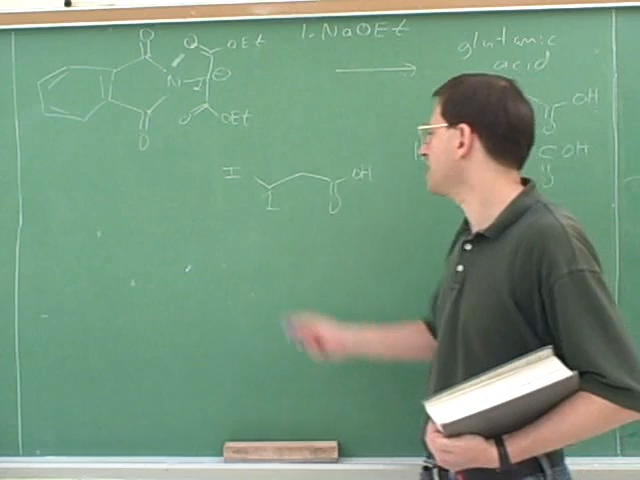 1. NaOEt
O O OEt
N ⊖
O O OEt
glutamic
acid
OH
O
C OH
O
I OH
O